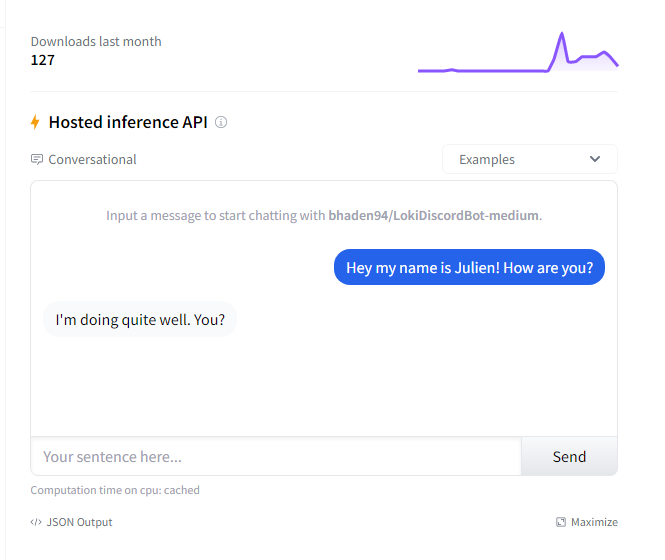 Downloads last month
127
Hosted inference API
Conversational
Examples
Input a message to start chatting with bhaden94/LokiDiscordBot-medium.
Hey my name is Julien! How are you?
I'm doing quite well. You?
Your sentence here...
Send
Computation time on cpu: cached
</> JSON Output
Maximize